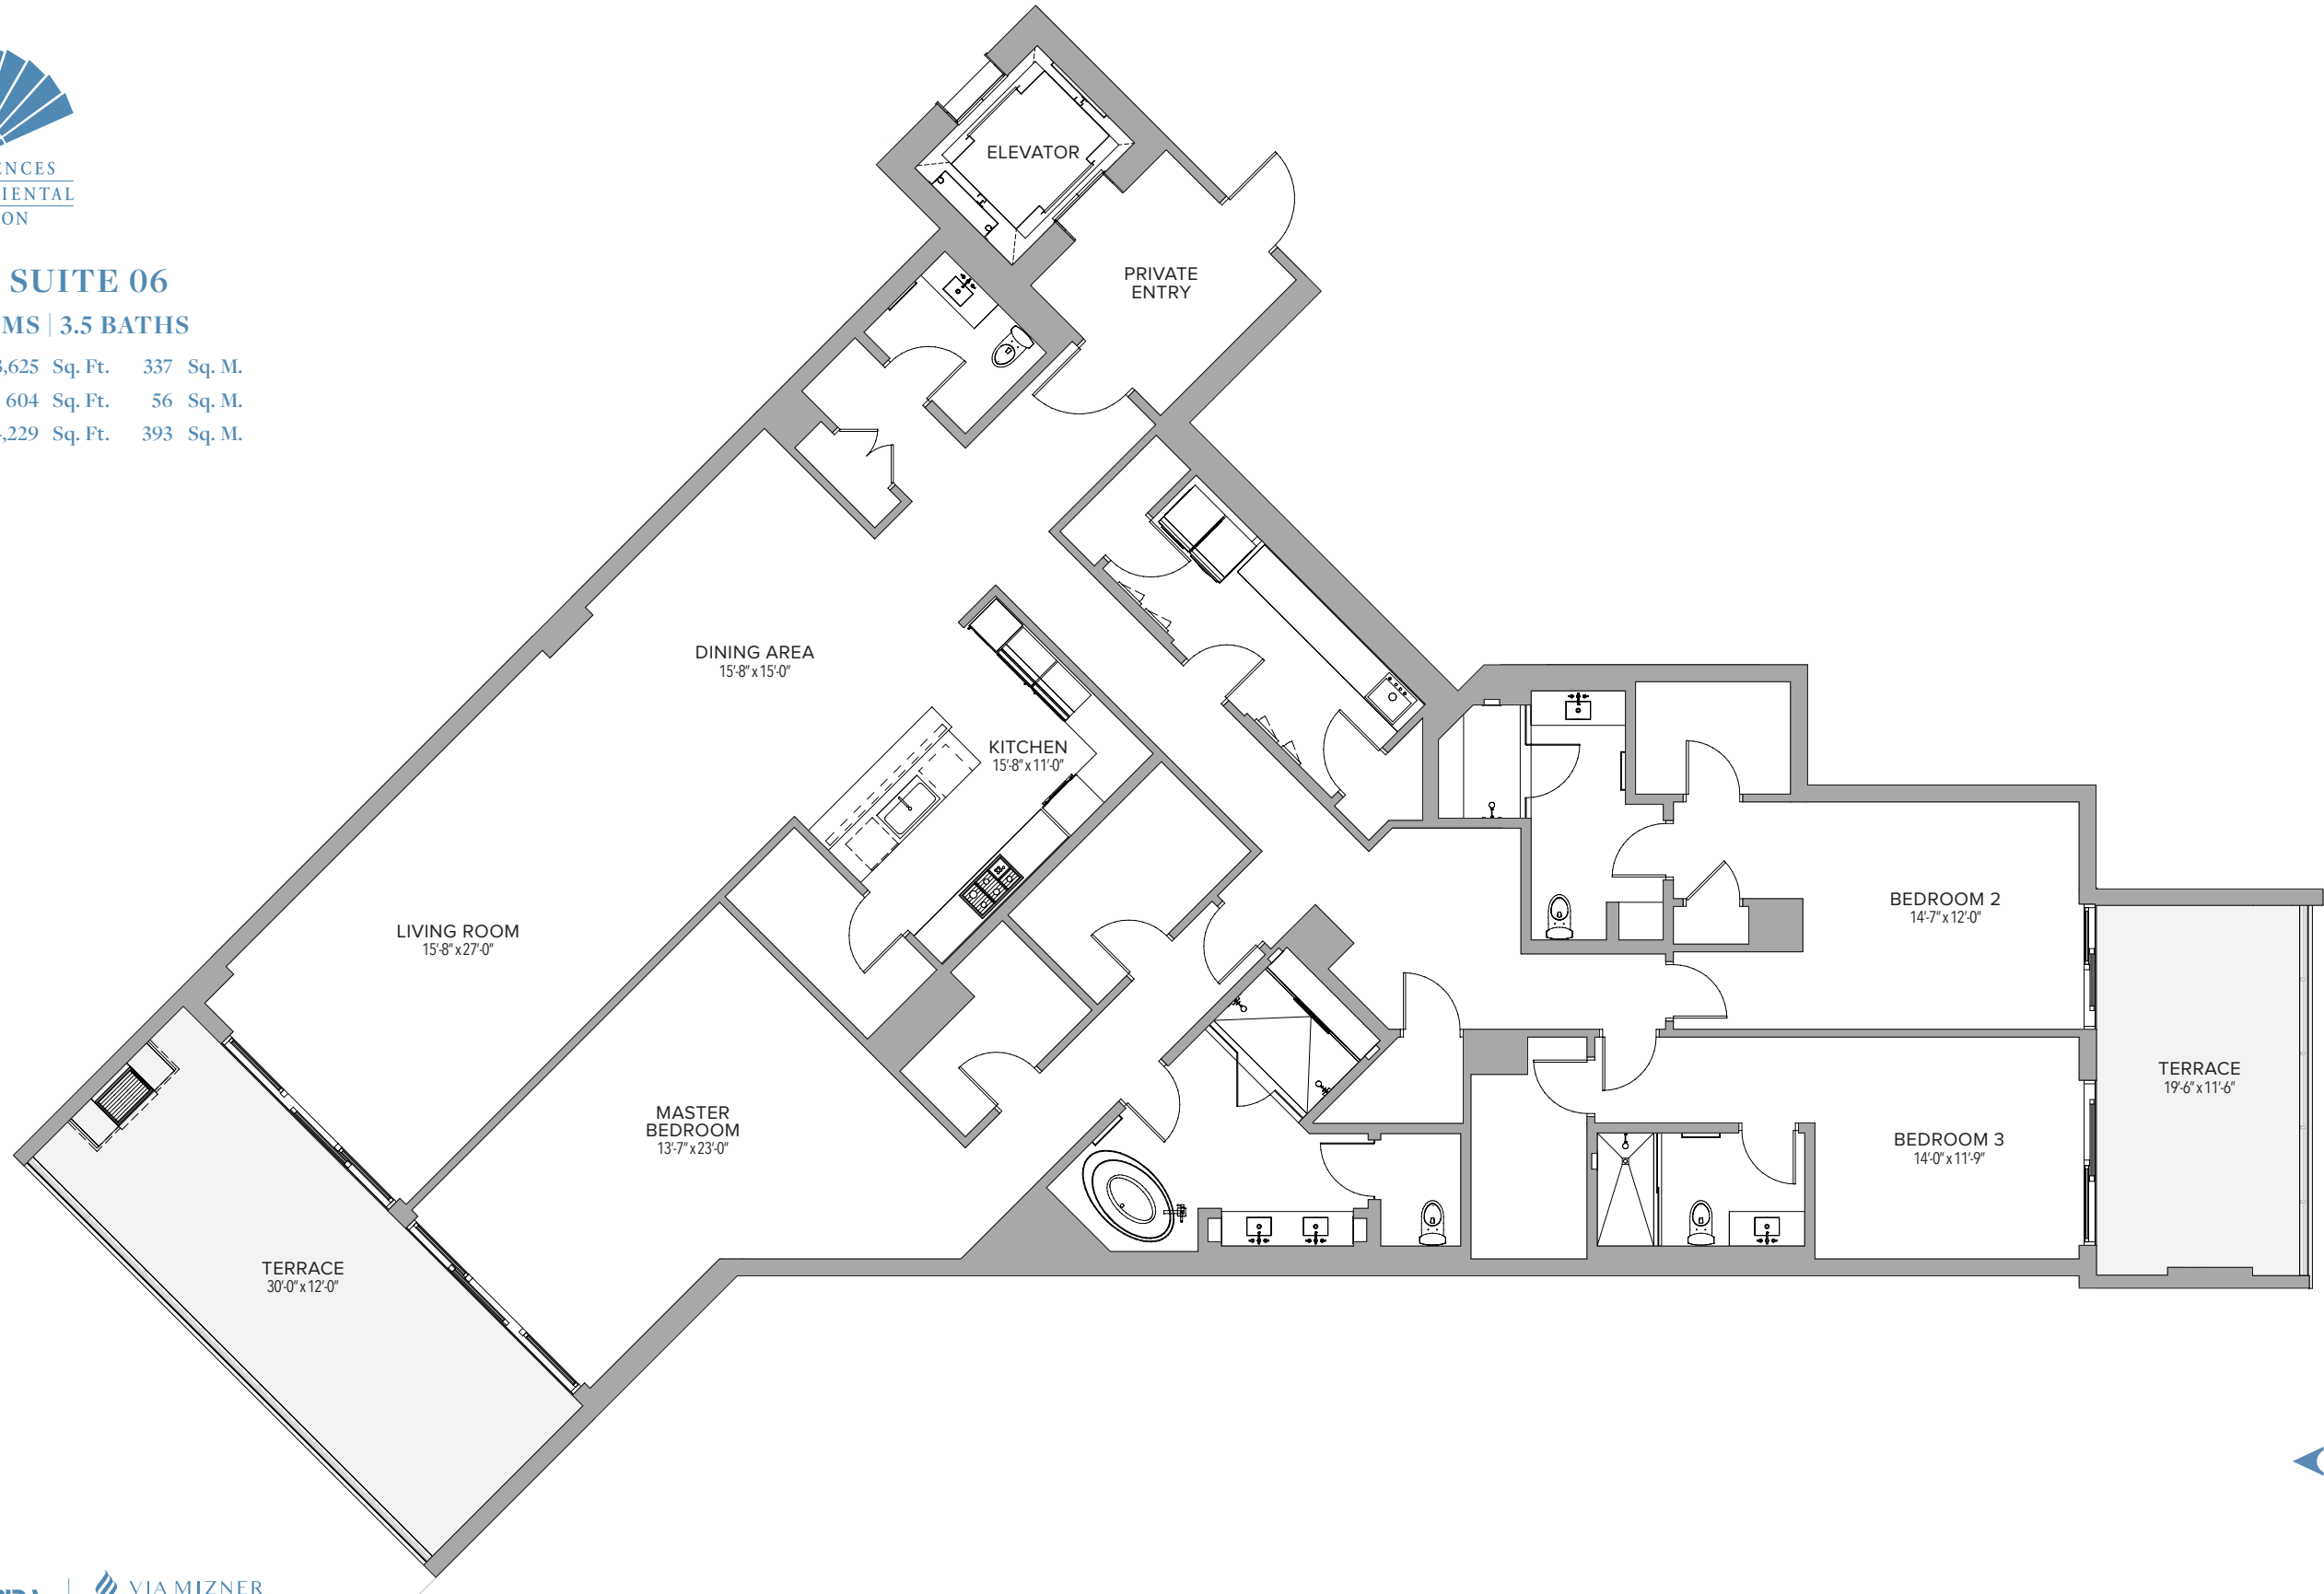 ENCES
IENTAL
ON
SUITE 06
MS | 3.5 BATHS
3,625 Sq. Ft. 337 Sq. M.
604 Sq. Ft. 56 Sq. M.
,229 Sq. Ft. 393 Sq. M.
ELEVATOR
PRIVATE
ENTRY
DINING AREA
15'-8" x 15'-0"
KITCHEN
15'-8" x 11'-0"
LIVING ROOM
15'-8" x 27'-0"
BEDROOM 2
14'-7" x 12'-0"
TERRACE
19'-6" x 11'-6"
MASTER
BEDROOM
13'-7" x 23'-0"
BEDROOM 3
14'-0" x 11'-9"
TERRACE
30'-0" x 12'-0"
VIA MIZNER